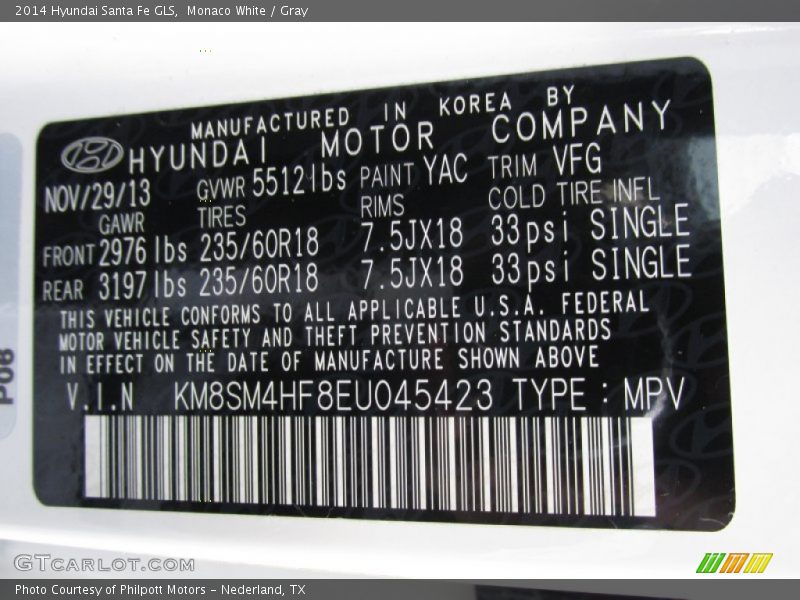 2014 Hyundai Santa Fe GLS, Monaco White / Gray
MANUFACTURED IN KOREA BY
HYUNDAI MOTOR COMPANY
NOV/29/13 GVWR 5512lbs PAINT YAC TRIM VFG
GAWR TIRES RIMS COLD TIRE INFL
FRONT 2976 lbs 235/60R18 7.5JX18 33psi SINGLE
REAR 3197 lbs 235/60R18 7.5JX18 33psi SINGLE
THIS VEHICLE CONFORMS TO ALL APPLICABLE U.S.A. FEDERAL
MOTOR VEHICLE SAFETY AND THEFT PREVENTION STANDARDS
IN EFFECT ON THE DATE OF MANUFACTURE SHOWN ABOVE
V.I.N KM8SM4HF8EU045423 TYPE : MPV
P08
GTCARLOT.COM
Photo Courtesy of Philpott Motors - Nederland, TX